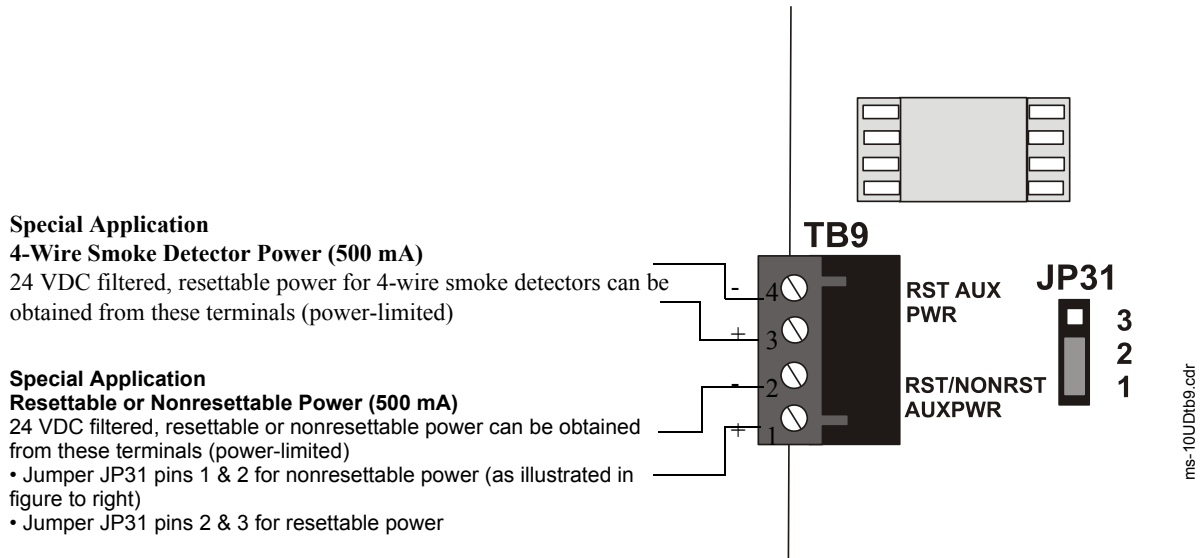 Special Application
4-Wire Smoke Detector Power (500 mA)
24 VDC filtered, resettable power for 4-wire smoke detectors can be
obtained from these terminals (power-limited)
Special Application
Resettable or Nonresettable Power (500 mA)
24 VDC filtered, resettable or nonresettable power can be obtained
from these terminals (power-limited)
• Jumper JP31 pins 1 & 2 for nonresettable power (as illustrated in
figure to right)
• Jumper JP31 pins 2 & 3 for resettable power
TB9
- 4
+ 3
- 2
+ 1
RST AUX
PWR
RST/NONRST
AUXPWR
JP31
3
2
1
ms-10UDtb9.cdr